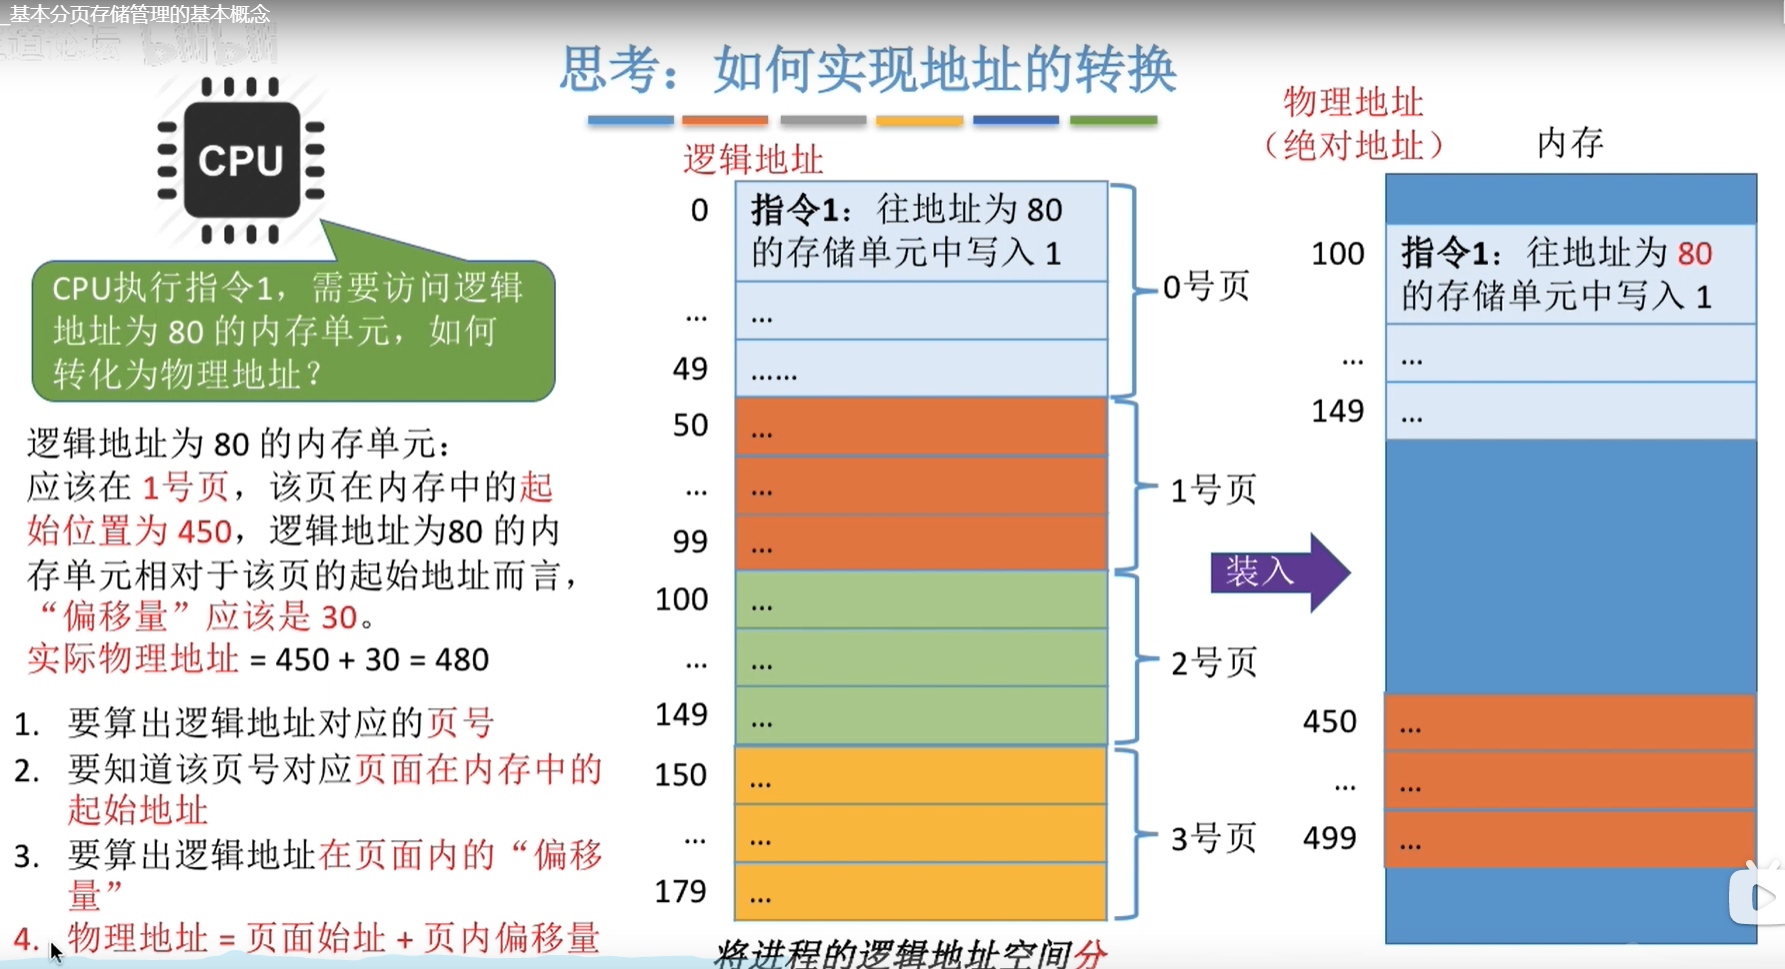 _基本分页存储管理的基本概念
思考：如何实现地址的转换
CPU
CPU执行指令1，需要访问逻辑
地址为 80 的内存单元，如何
转化为物理地址？
逻辑地址为 80 的内存单元：
应该在 1号页，该页在内存中的起
始位置为 450，逻辑地址为80 的内
存单元相对于该页的起始地址而言，
“偏移量”应该是 30。
实际物理地址 = 450 + 30 = 480
1. 要算出逻辑地址对应的页号
2. 要知道该页号对应页面在内存中的
起始地址
3. 要算出逻辑地址在页面内的“偏移
量”
4. 物理地址 = 页面始址 + 页内偏移量
逻辑地址
0 指令1：往地址为 80
的存储单元中写入 1
... ...
49 ......
0号页
50 ...
... ...
99 ...
1号页
100 ...
... ...
149 ...
2号页
150 ...
... ...
179 ...
3号页
将进程的逻辑地址空间分
装入
物理地址
（绝对地址）
内存
100 指令1：往地址为 80
的存储单元中写入 1
... ...
149 ...
450 ...
... ...
499 ...